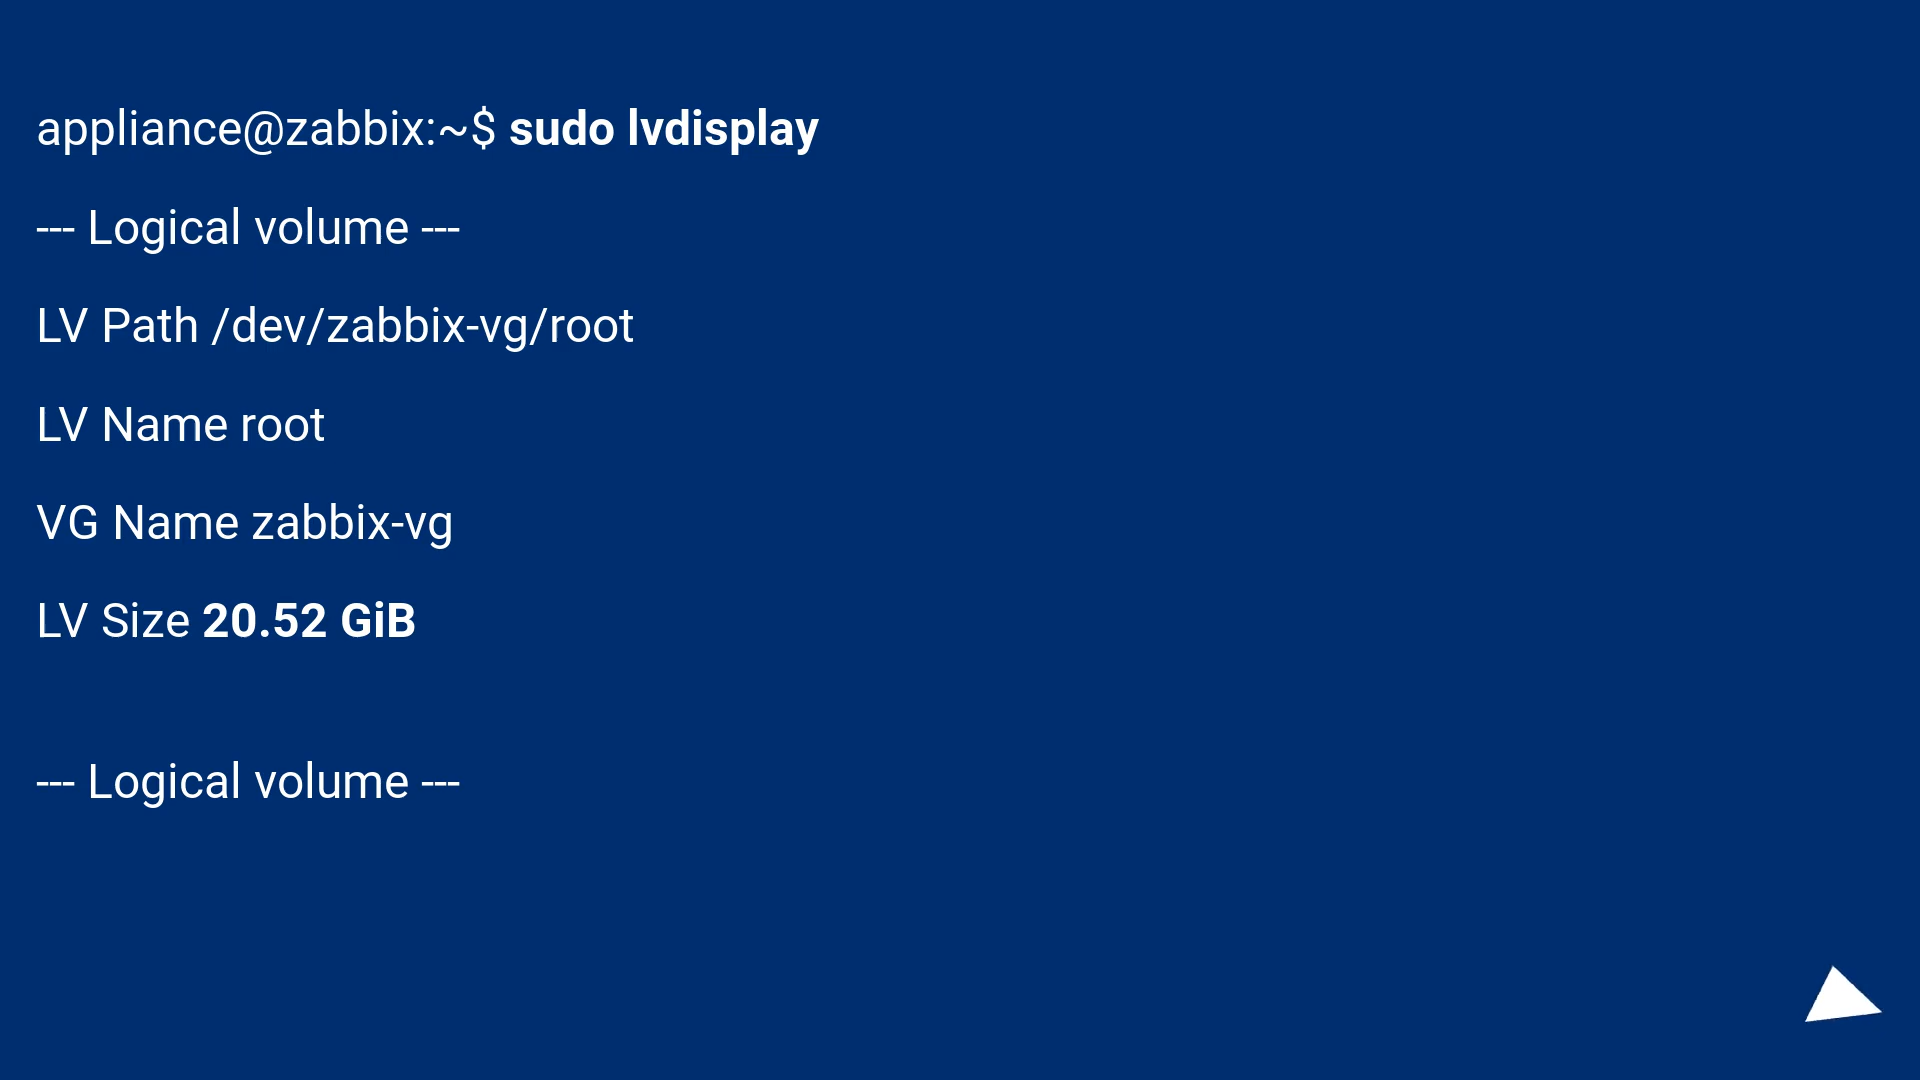 appliance@zabbix:~$ sudo lvdisplay
--- Logical volume ---
LV Path /dev/zabbix-vg/root
LV Name root
VG Name zabbix-vg
LV Size 20.52 GiB
--- Logical volume ---